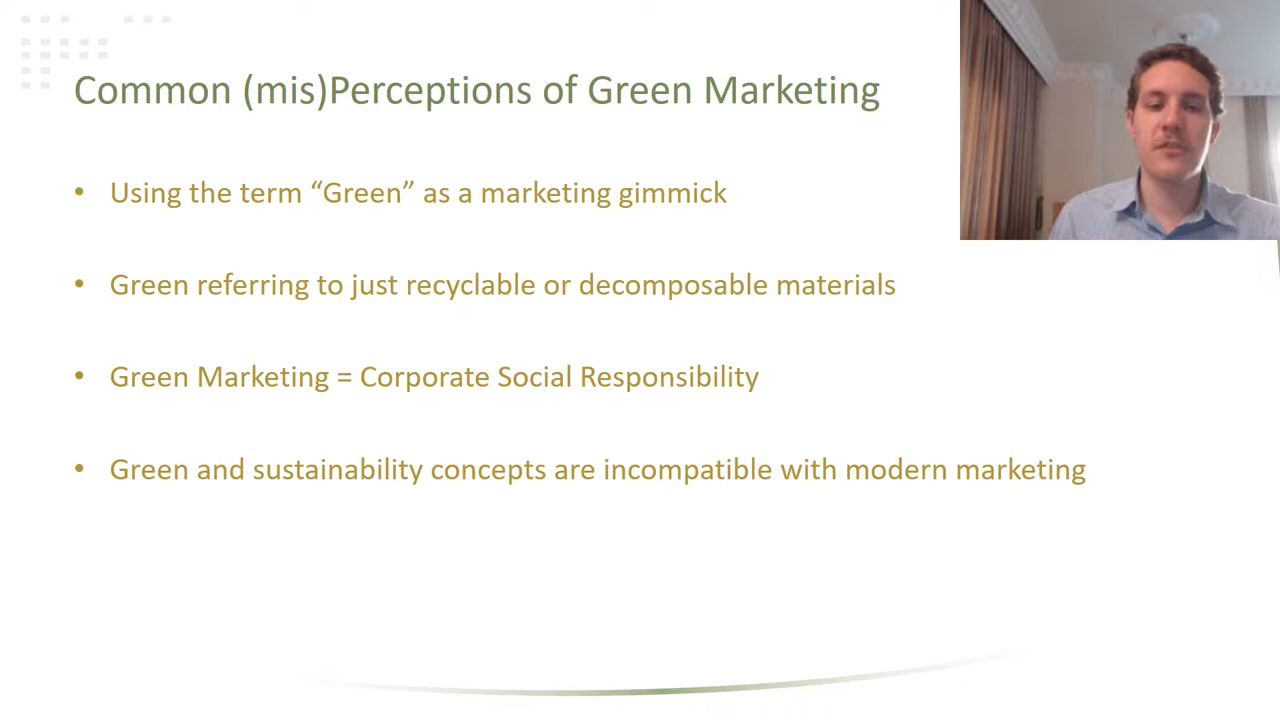 Common (mis)Perceptions of Green Marketing
• Using the term “Green” as a marketing gimmick
• Green referring to just recyclable or decomposable materials
• Green Marketing = Corporate Social Responsibility
• Green and sustainability concepts are incompatible with modern marketing